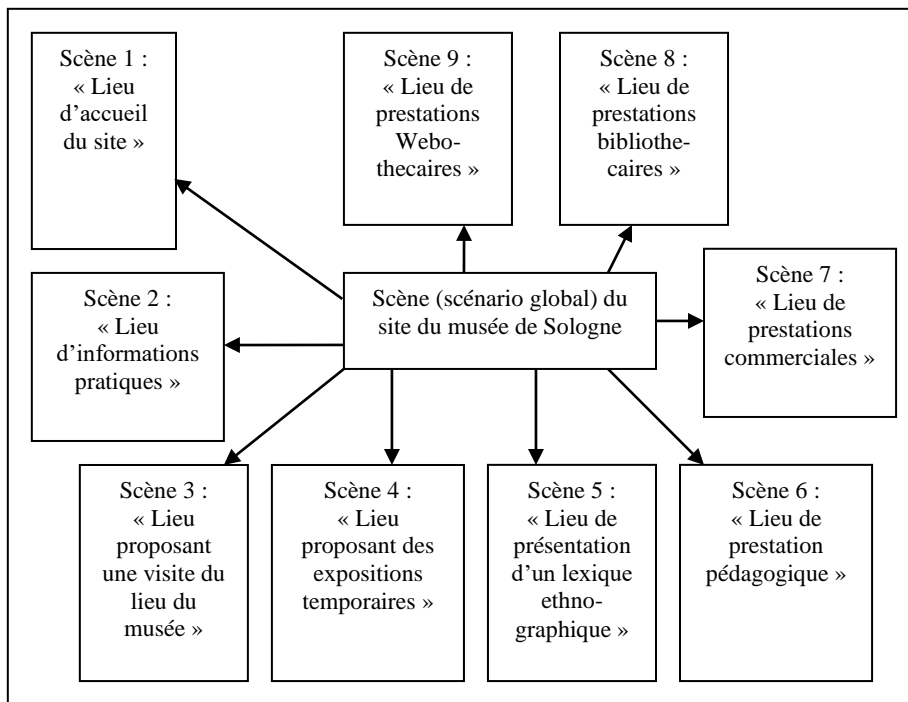 Scène 1 :
« Lieu
d’accueil
du site »
Scène 9 :
« Lieu de
prestations
Webo-
thecaires »
Scène 8 :
« Lieu de
prestations
bibliothe-
caires »
Scène 2 :
« Lieu
d’informations
pratiques »
Scène (scénario global) du
site du musée de Sologne
Scène 7 :
« Lieu de
prestations
commerciales »
Scène 3 :
« Lieu
proposant
une visite du
lieu du
musée »
Scène 4 :
« Lieu
proposant des
expositions
temporaires »
Scène 5 :
« Lieu de
présentation
d’un lexique
ethno-
graphique »
Scène 6 :
« Lieu de
prestation
pédagogique »